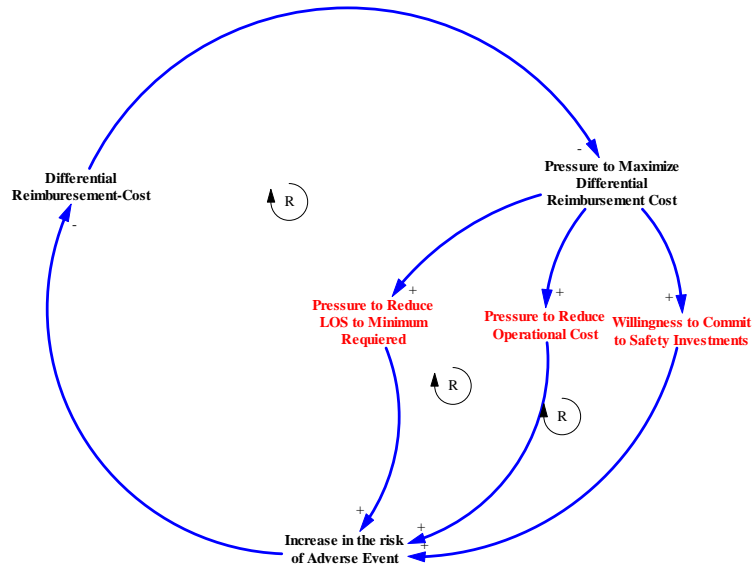 -
Pressure to Maximize
Differential
Reimbursement Cost
Differential
Reimburesement-Cost
-
R
+
Pressure to Reduce
LOS to Minimum
Requiered
+
Pressure to Reduce
Operational Cost
+
Willingness to Commit
to Safety Investments
R
R
+
+
+
Increase in the risk
of Adverse Event